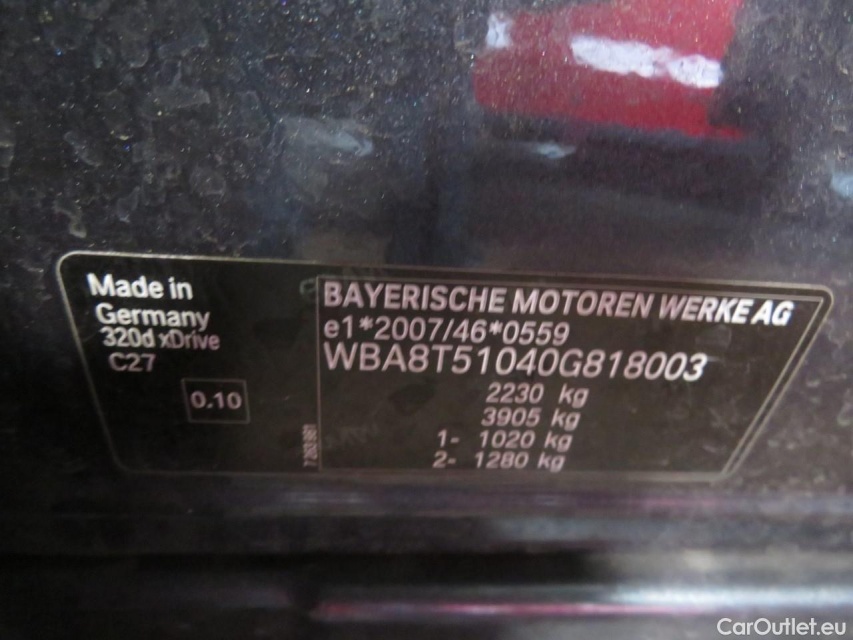 Made in
Germany
320d xDrive
C27
0.10
BAYERISCHE MOTOREN WERKE AG
e1*2007/46*0559
WBA8T51040G818003
2230 kg
3905 kg
1- 1020 kg
2- 1280 kg
CarOutlet.eu